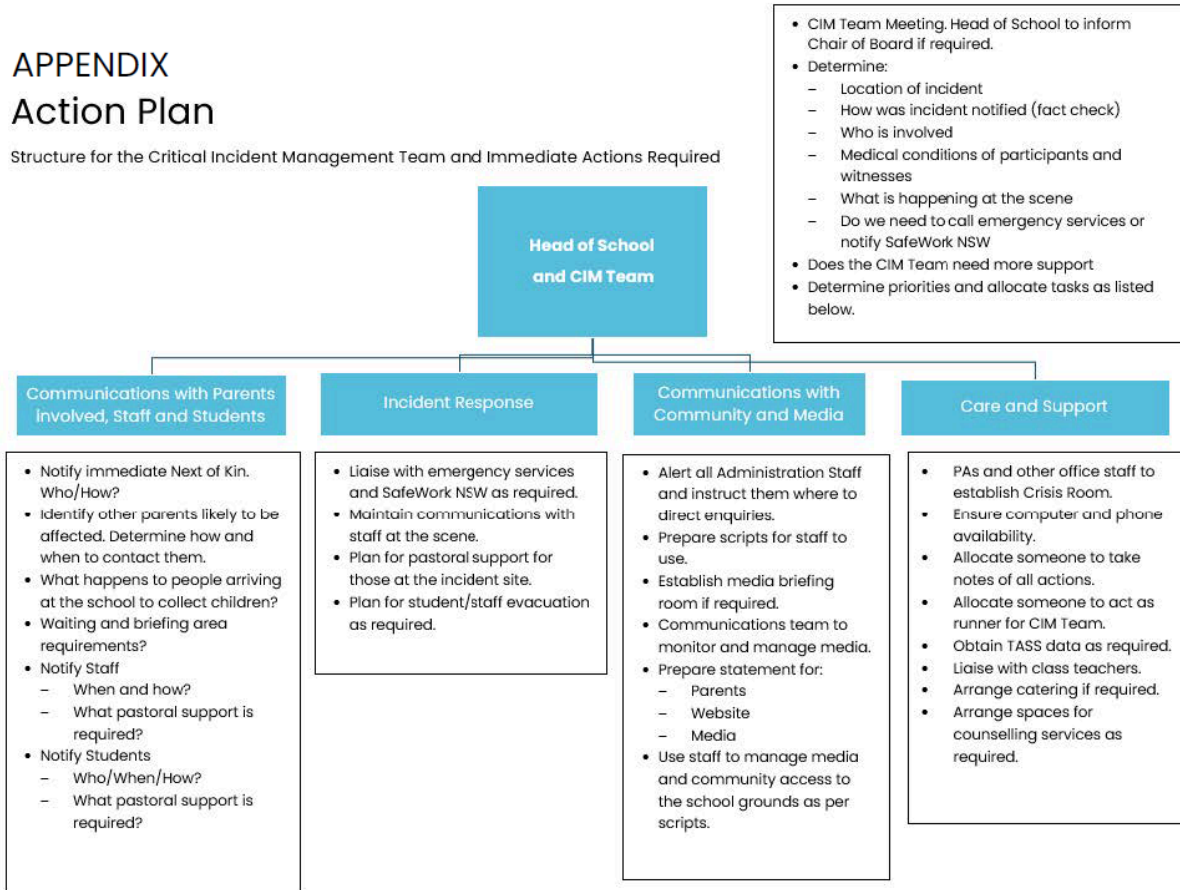 APPENDIX
Action Plan
Structure for the Critical Incident Management Team and Immediate Actions Required
• CIM Team Meeting. Head of School to inform
Chair of Board if required.
• Determine:
– Location of incident
– How was incident notified (fact check)
– Who is involved
– Medical conditions of participants and
witnesses
– What is happening at the scene
– Do we need to call emergency services or
notify SafeWork NSW
• Does the CIM Team need more support
• Determine priorities and allocate tasks as listed
below.
Head of School
and CIM Team
Communications with Parents
involved, Staff and Students
• Notify immediate Next of Kin.
Who/How?
• Identify other parents likely to be
affected. Determine how and
when to contact them.
• What happens to people arriving
at the school to collect children?
• Waiting and briefing area
requirements?
• Notify Staff
– When and how?
– What pastoral support is
required?
• Notify Students
– Who/When/How?
– What pastoral support is
required?
Incident Response
• Liaise with emergency services
and SafeWork NSW as required.
• Maintain communications with
staff at the scene.
• Plan for pastoral support for
those at the incident site.
• Plan for student/staff evacuation
as required.
Communications with
Community and Media
• Alert all Administration Staff
and instruct them where to
direct enquiries.
• Prepare scripts for staff to
use.
• Establish media briefing
room if required.
• Communications team to
monitor and manage media.
• Prepare statement for:
– Parents
– Website
– Media
• Use staff to manage media
and community access to
the school grounds as per
scripts.
Care and Support
• PAs and other office staff to
establish Crisis Room.
• Ensure computer and phone
availability.
• Allocate someone to take
notes of all actions.
• Allocate someone to act as
runner for CIM Team.
• Obtain TASS data as required.
• Liaise with class teachers.
• Arrange catering if required.
• Arrange spaces for
counselling services as
required.